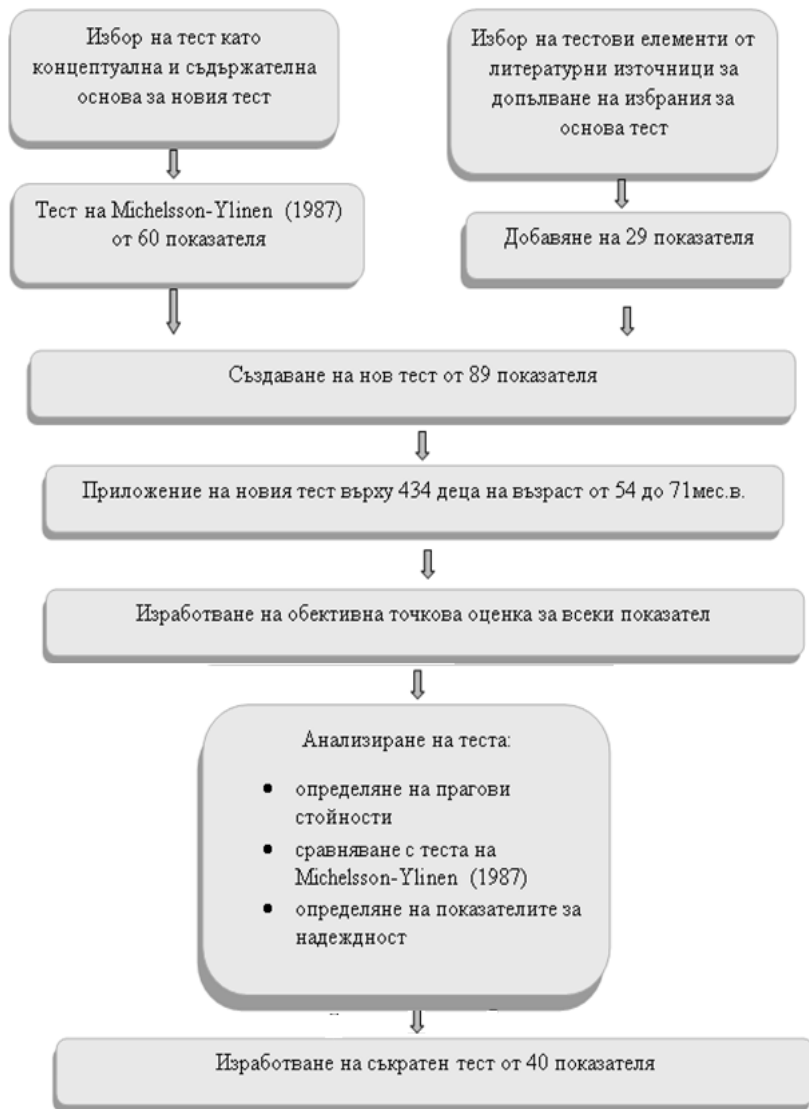 Избор на тест като
концептуална и съдържателна
основа за новия тест
Избор на тестови елементи от
литературни източници за
допълване на избрания за
основа тест
Тест на Michelsson-Ylinen (1987)
от 60 показателя
Добавяне на 29 показателя
Създаване на нов тест от 89 показателя
Приложение на новия тест върху 434 деца на възраст от 54 до 71мес.в.
Изработване на обективна точкова оценка за всеки показател
Анализиране на теста:
● определяне на прагови
стойности
● сравняване с теста на
Michelsson-Ylinen (1987)
● определяне на показателите за
надеждност
Изработване на съкратен тест от 40 показателя